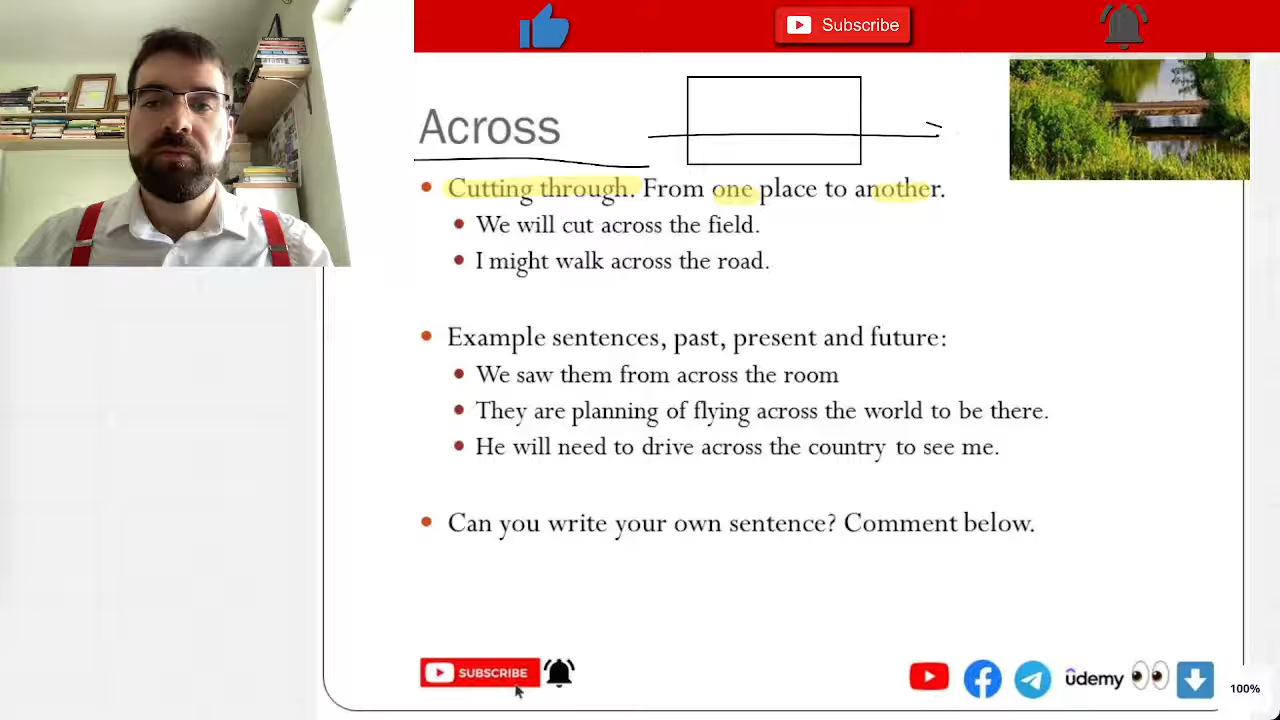 Subscribe
Across
Cutting through. From one place to another.
We will cut across the field.
I might walk across the road.
Example sentences, past, present and future:
We saw them from across the room
They are planning of flying across the world to be there.
He will need to drive across the country to see me.
Can you write your own sentence? Comment below.
SUBSCRIBE
udemy
100%